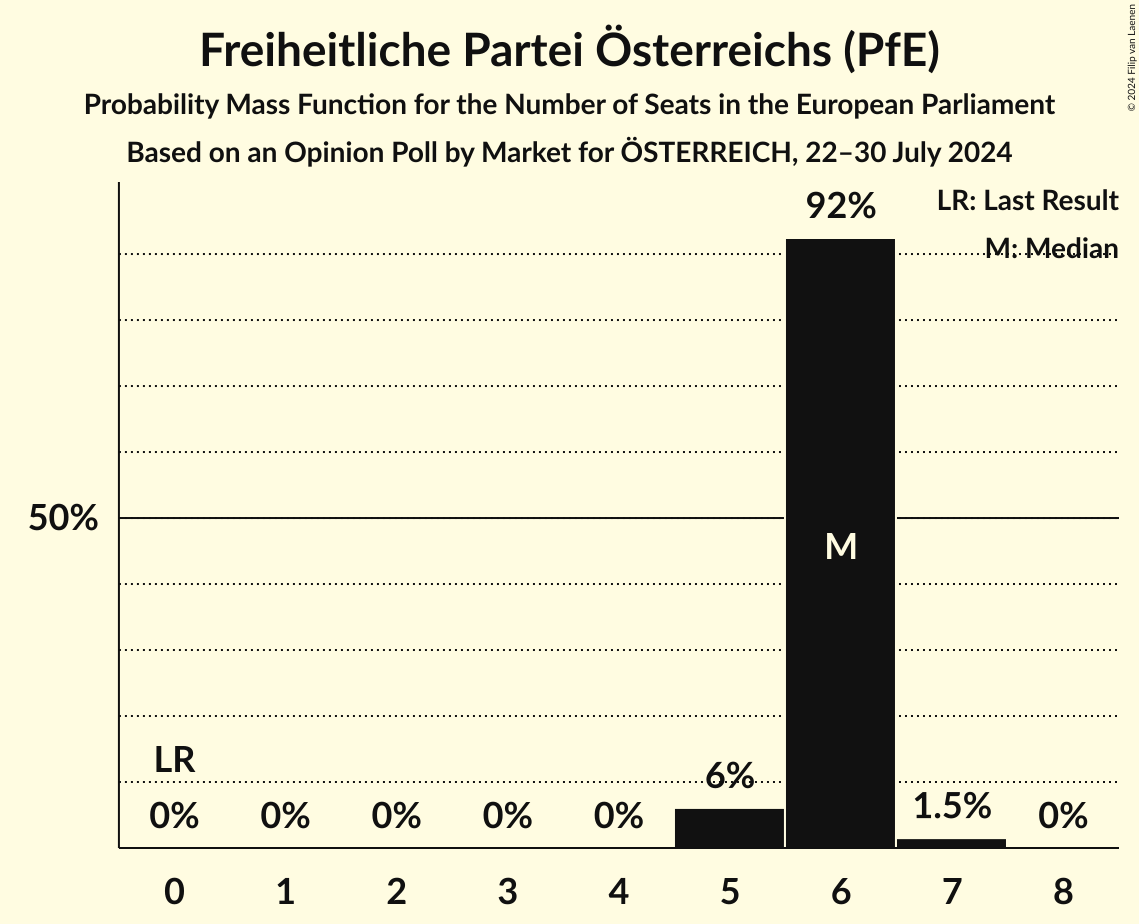 Freiheitliche Partei Österreichs (PfE)
Probability Mass Function for the Number of Seats in the European Parliament
Based on an Opinion Poll by Market for ÖSTERREICH, 22–30 July 2024
© 2024 Filip van Laenen
LR: Last Result
M: Median
92%
50%
M
LR
0% 0% 0% 0% 0% 6% 1.5% 0%
0 1 2 3 4 5 6 7 8